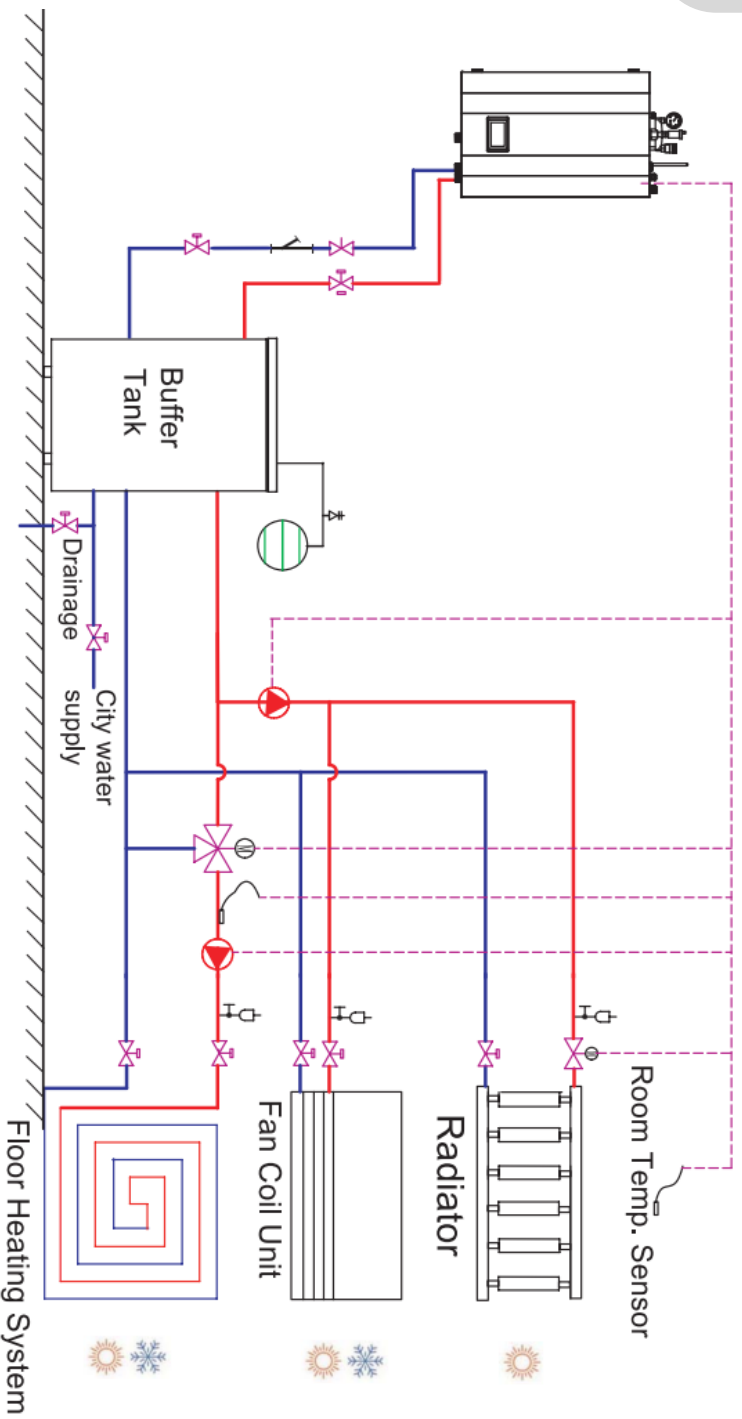 Buffer
Tank
Drainage
City water
supply
Room Temp. Sensor
Radiator
Fan Coil Unit
Floor Heating System